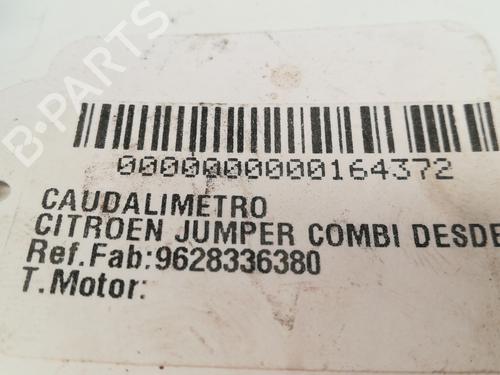 B-PARTS
0000000000164372
CAUDALIMETRO
CITROEN JUMPER COMBI DESDE
Ref.Fab:9628336380
T.Motor: